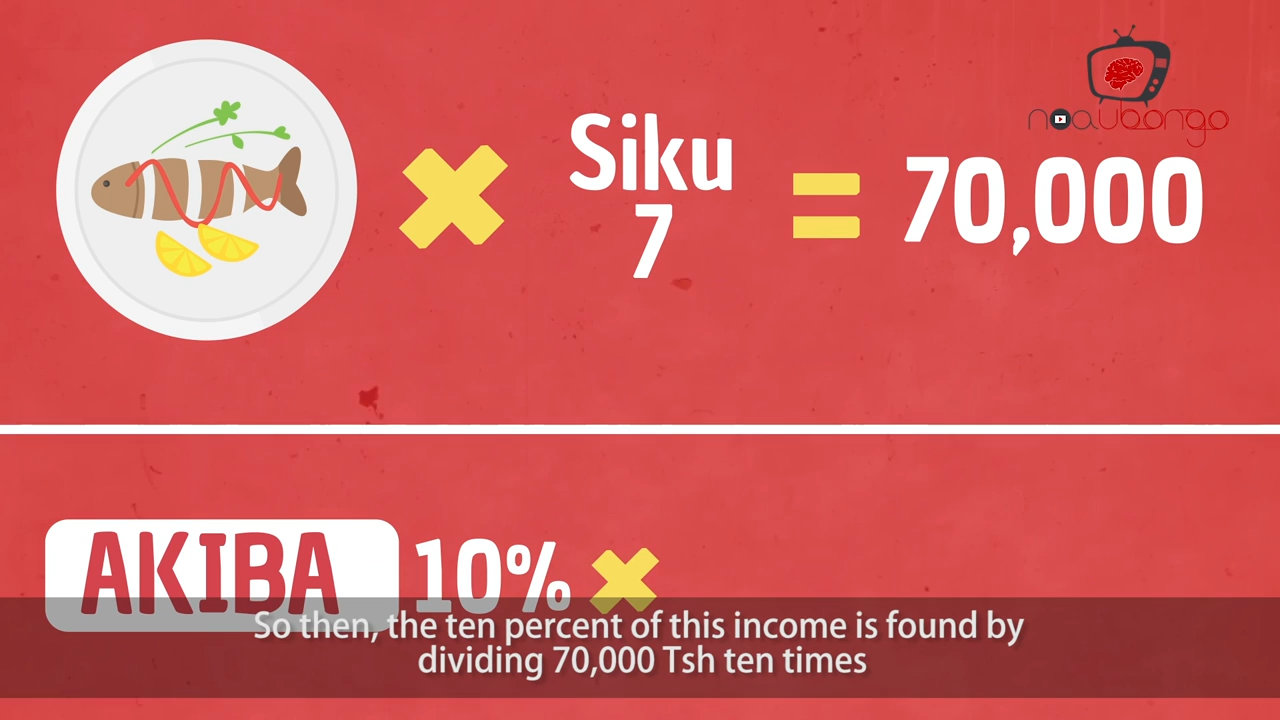 noaubongo
Siku
7
= 70,000
AKIBA 10%
So then, the ten percent of this income is found by
dividing 70,000 Tsh ten times